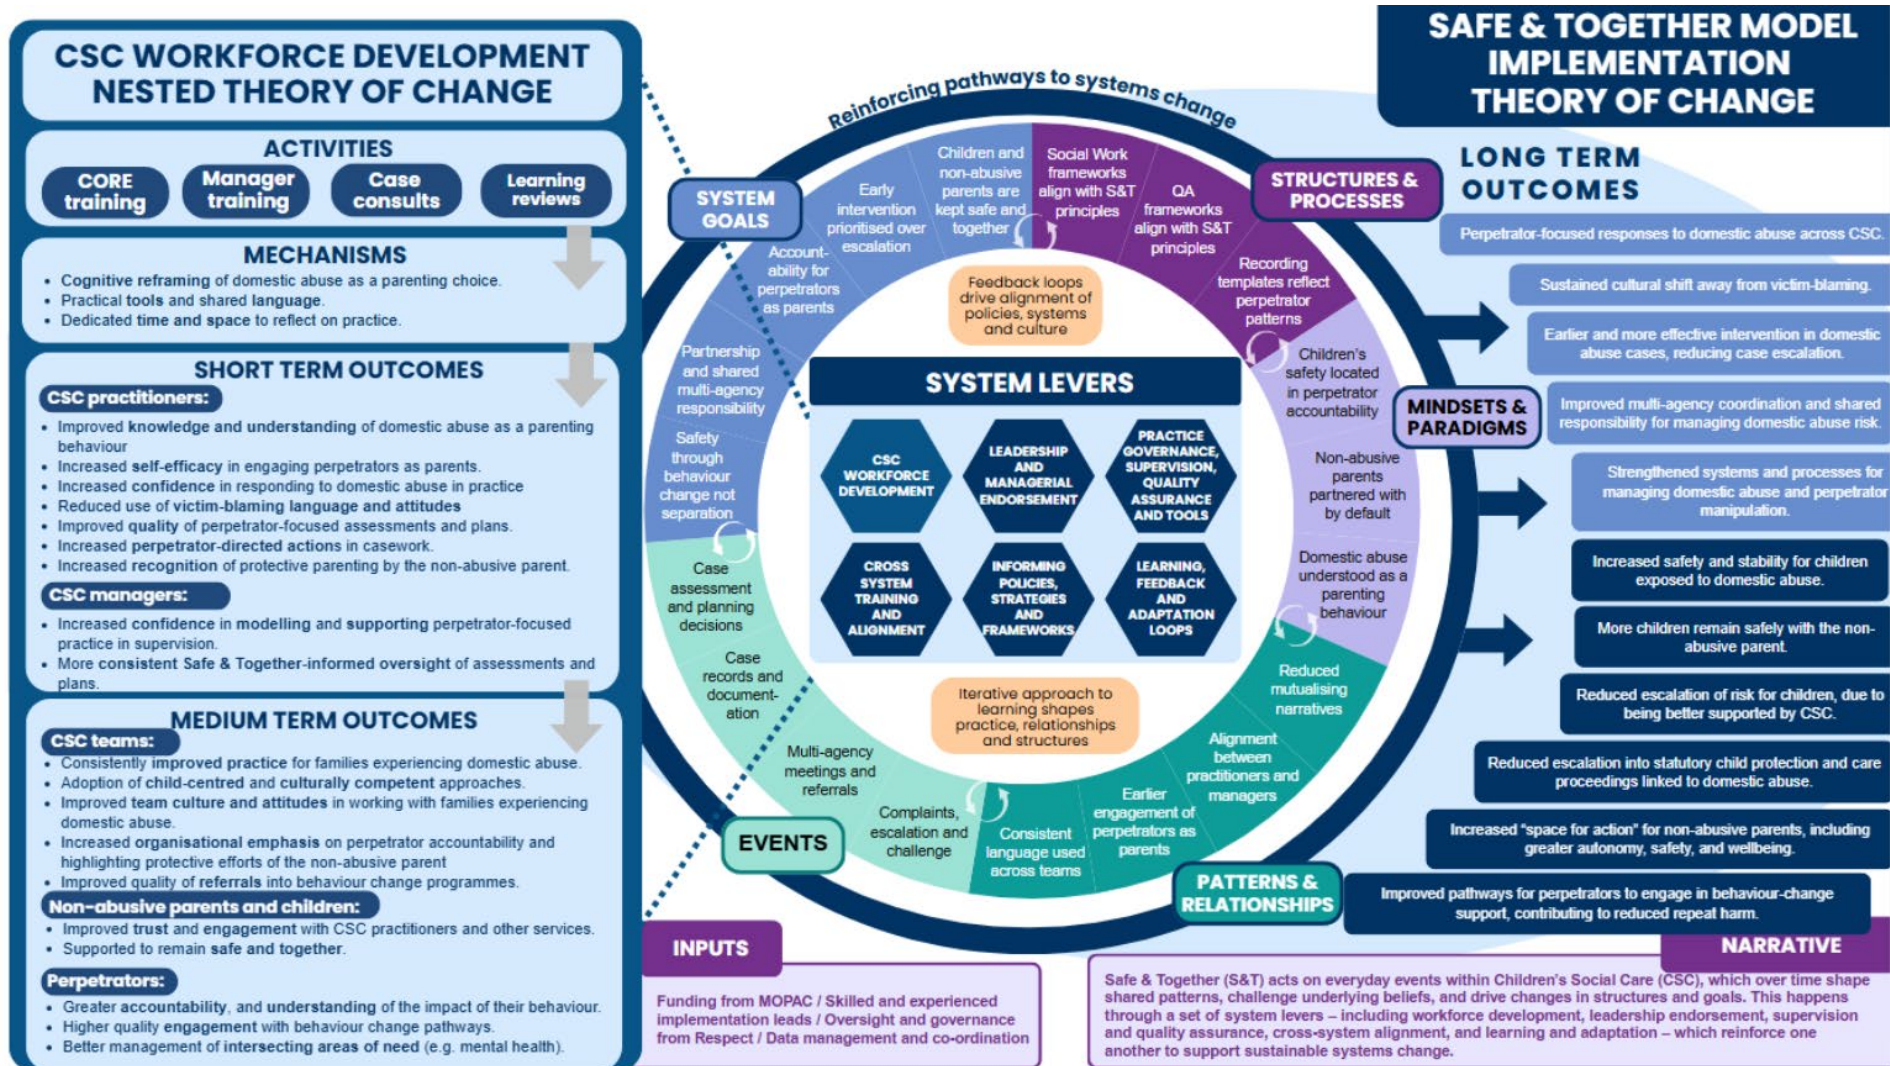 CSC WORKFORCE DEVELOPMENT
NESTED THEORY OF CHANGE
ACTIVITIES
CORE
training
Manager
training
Case
consults
Learning
reviews
MECHANISMS
• Cognitive reframing of domestic abuse as a parenting choice.
• Practical tools and shared language.
• Dedicated time and space to reflect on practice.
SHORT TERM OUTCOMES
CSC practitioners:
• Improved knowledge and understanding of domestic abuse as a parenting
behaviour
• Increased self-efficacy in engaging perpetrators as parents.
• Increased confidence in responding to domestic abuse in practice
• Reduced use of victim-blaming language and attitudes
• Improved quality of perpetrator-focused assessments and plans.
• Increased perpetrator-directed actions in casework.
• Increased recognition of protective parenting by the non-abusive parent.
CSC managers:
• Increased confidence in modelling and supporting perpetrator-focused
practice in supervision.
• More consistent Safe & Together-informed oversight of assessments and
plans.
MEDIUM TERM OUTCOMES
CSC teams:
• Consistently improved practice for families experiencing domestic abuse.
• Adoption of child-centred and culturally competent approaches.
• Improved team culture and attitudes in working with families experiencing
domestic abuse.
• Increased organisational emphasis on perpetrator accountability and
highlighting protective efforts of the non-abusive parent
• Improved quality of referrals into behaviour change programmes.
Non-abusive parents and children:
• Improved trust and engagement with CSC practitioners and other services.
• Supported to remain safe and together.
Perpetrators:
• Greater accountability, and understanding of the impact of their behaviour.
• Higher quality engagement with behaviour change pathways.
• Better management of intersecting areas of need (e.g. mental health).
Reinforcing pathways to systems change
SYSTEM
GOALS
Safety
through
behaviour
change not
separation
Partnership
and shared
multi-agency
responsibility
Account-
ability for
perpetrators
as parents
Early
intervention
prioritised over
escalation
Children and
non-abusive
parents are
kept safe and
together
STRUCTURES &
PROCESSES
Social Work
frameworks
align with S&T
principles
QA
frameworks
align with S&T
principles
Recording
templates reflect
perpetrator
patterns
MINDSETS &
PARADIGMS
Children's
safety located
in perpetrator
accountability
Non-abusive
parents
partnered with
by default
Domestic abuse
understood as a
parenting
behaviour
PATTERNS &
RELATIONSHIPS
Reduced
mutualising
narratives
Alignment
between
practitioners and
managers
Earlier
engagement of
perpetrators as
parents
Consistent
language used
across teams
EVENTS
Complaints,
escalation and
challenge
Multi-agency
meetings and
referrals
Case
records and
document-
ation
Case
assessment
and planning
decisions
Feedback loops
drive alignment of
policies, systems
and culture
SYSTEM LEVERS
CSC
WORKFORCE
DEVELOPMENT
LEADERSHIP
AND
MANAGERIAL
ENDORSEMENT
PRACTICE
GOVERNANCE,
SUPERVISION,
QUALITY
ASSURANCE
AND TOOLS
CROSS
SYSTEM
TRAINING
AND
ALIGNMENT
INFORMING
POLICIES,
STRATEGIES
AND
FRAMEWORKS
LEARNING,
FEEDBACK
AND
ADAPTATION
LOOPS
Iterative approach to
learning shapes
practice, relationships
and structures
SAFE & TOGETHER MODEL
IMPLEMENTATION
THEORY OF CHANGE
LONG TERM
OUTCOMES
Perpetrator-focused responses to domestic abuse across CSC.
Sustained cultural shift away from victim-blaming.
Earlier and more effective intervention in domestic
abuse cases, reducing case escalation.
Improved multi-agency coordination and shared
responsibility for managing domestic abuse risk.
Strengthened systems and processes for
managing domestic abuse and perpetrator
manipulation.
Increased safety and stability for children
exposed to domestic abuse.
More children remain safely with the non-
abusive parent.
Reduced escalation of risk for children, due to
being better supported by CSC.
Reduced escalation into statutory child protection and care
proceedings linked to domestic abuse.
Increased "space for action" for non-abusive parents, including
greater autonomy, safety, and wellbeing.
Improved pathways for perpetrators to engage in behaviour-change
support, contributing to reduced repeat harm.
INPUTS
Funding from MOPAC / Skilled and experienced
implementation leads / Oversight and governance
from Respect / Data management and co-ordination
NARRATIVE
Safe & Together (S&T) acts on everyday events within Children's Social Care (CSC), which over time shape
shared patterns, challenge underlying beliefs, and drive changes in structures and goals. This happens
through a set of system levers – including workforce development, leadership endorsement, supervision
and quality assurance, cross-system alignment, and learning and adaptation – which reinforce one
another to support sustainable systems change.